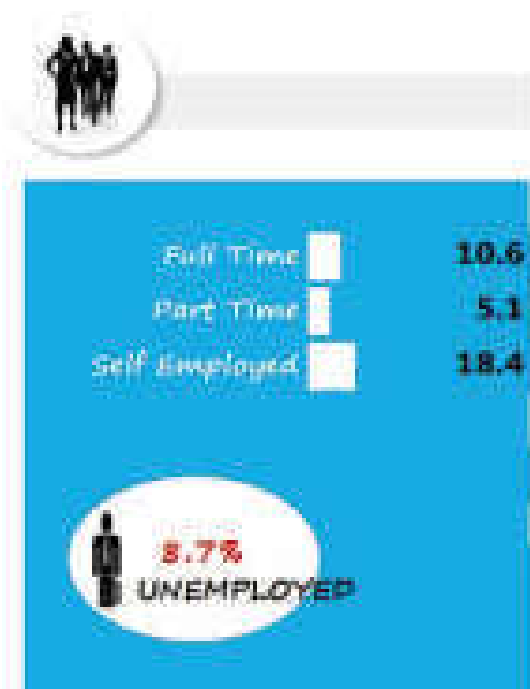 Full Time 10.6
Part Time 5.1
Self Employed 18.4
8.7%
UNEMPLOYED